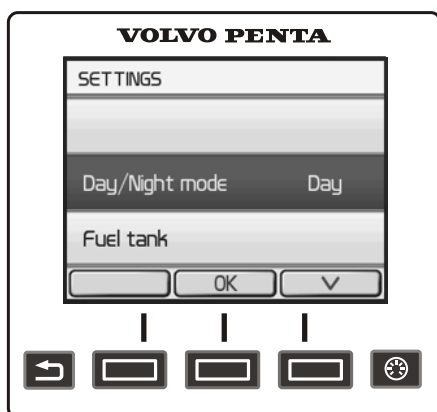 VOLVO PENTA
SETTINGS
Day/Night mode Day
Fuel tank
OK